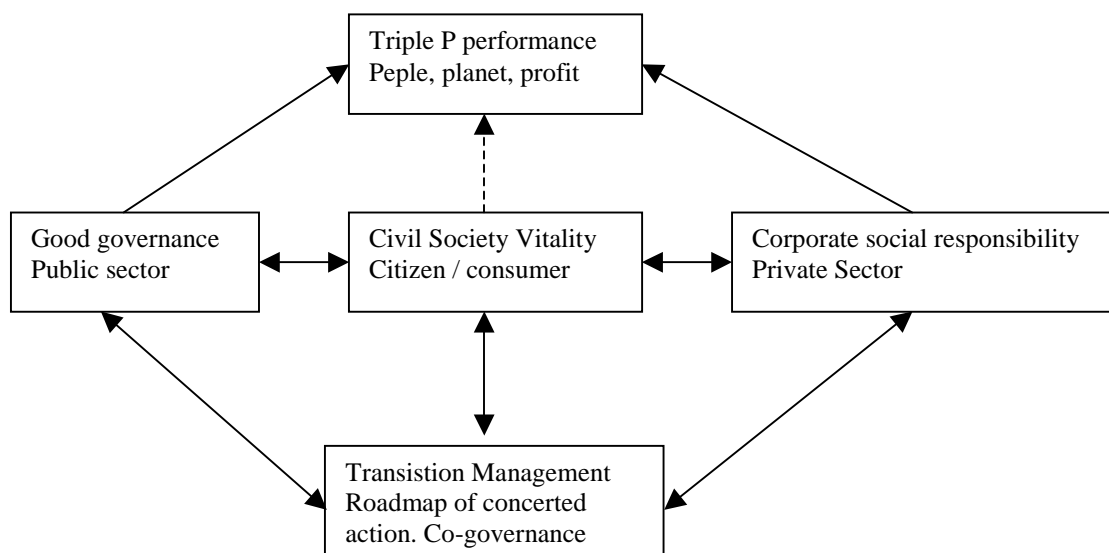 Triple P performance
Peple, planet, profit
Good governance
Public sector
Civil Society Vitality
Citizen / consumer
Corporate social responsibility
Private Sector
Transistion Management
Roadmap of concerted
action. Co-governance